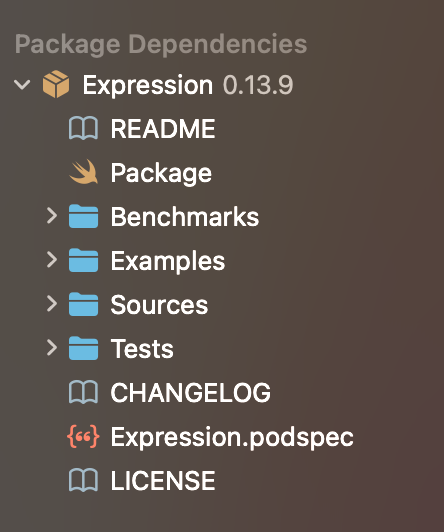 Package Dependencies
Expression 0.13.9
README
Package
Benchmarks
Examples
Sources
Tests
CHANGELOG
Expression.podspec
LICENSE